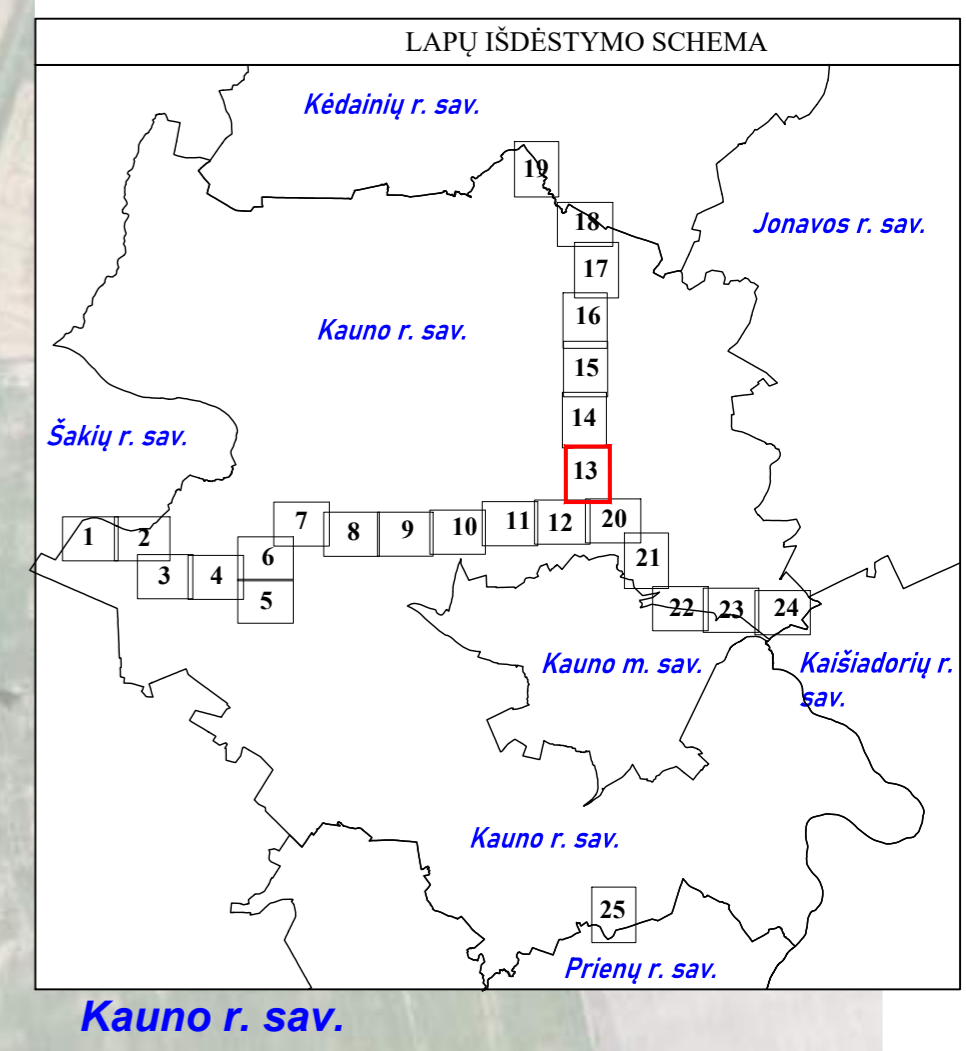 LAPŲ IŠDĖSTYMO SCHEMA
Kėdainių r. sav.
19
18
Jonavos r. sav.
17
16
Kauno r. sav.
15
14
Šakių r. sav.
13
7
8
9
10
11
12
20
1
2
6
21
3
4
5
22
23
24
Kauno m. sav.
Kaišiadorių r.
sav.
Kauno r. sav.
25
Prienų r. sav.
Kauno r. sav.